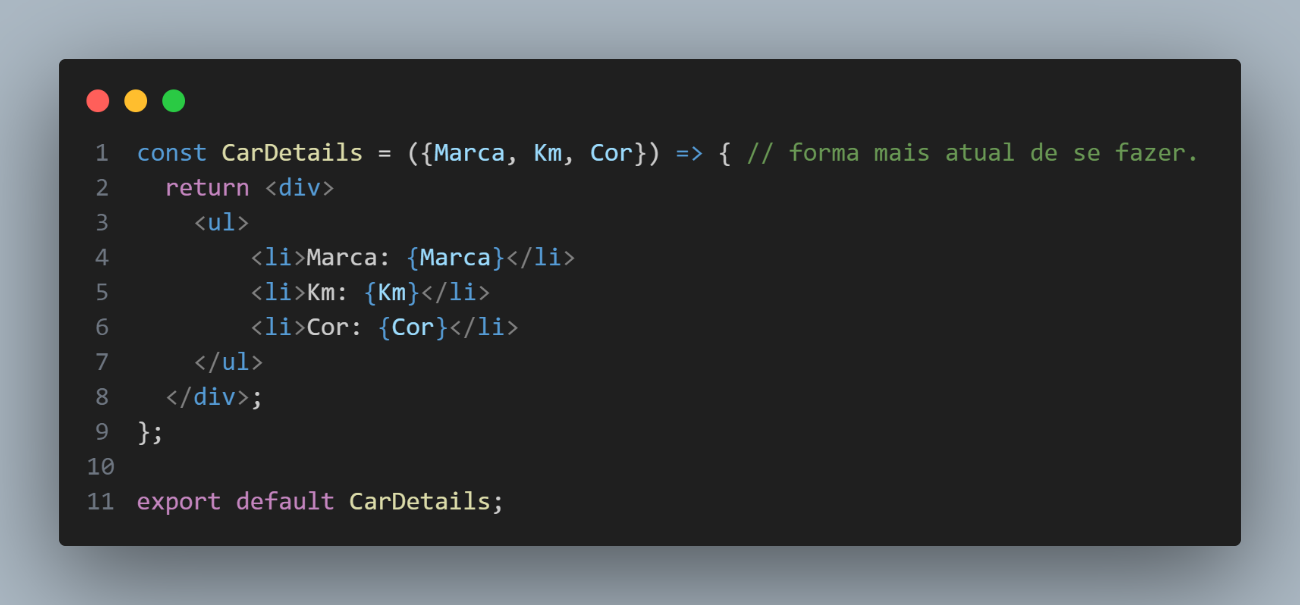 1 const CarDetails = ({Marca, Km, Cor}) => { // forma mais atual de se fazer.
2   return <div>
3     <ul>
4         <li>Marca: {Marca}</li>
5         <li>Km: {Km}</li>
6         <li>Cor: {Cor}</li>
7     </ul>
8   </div>;
9 };
10
11 export default CarDetails;